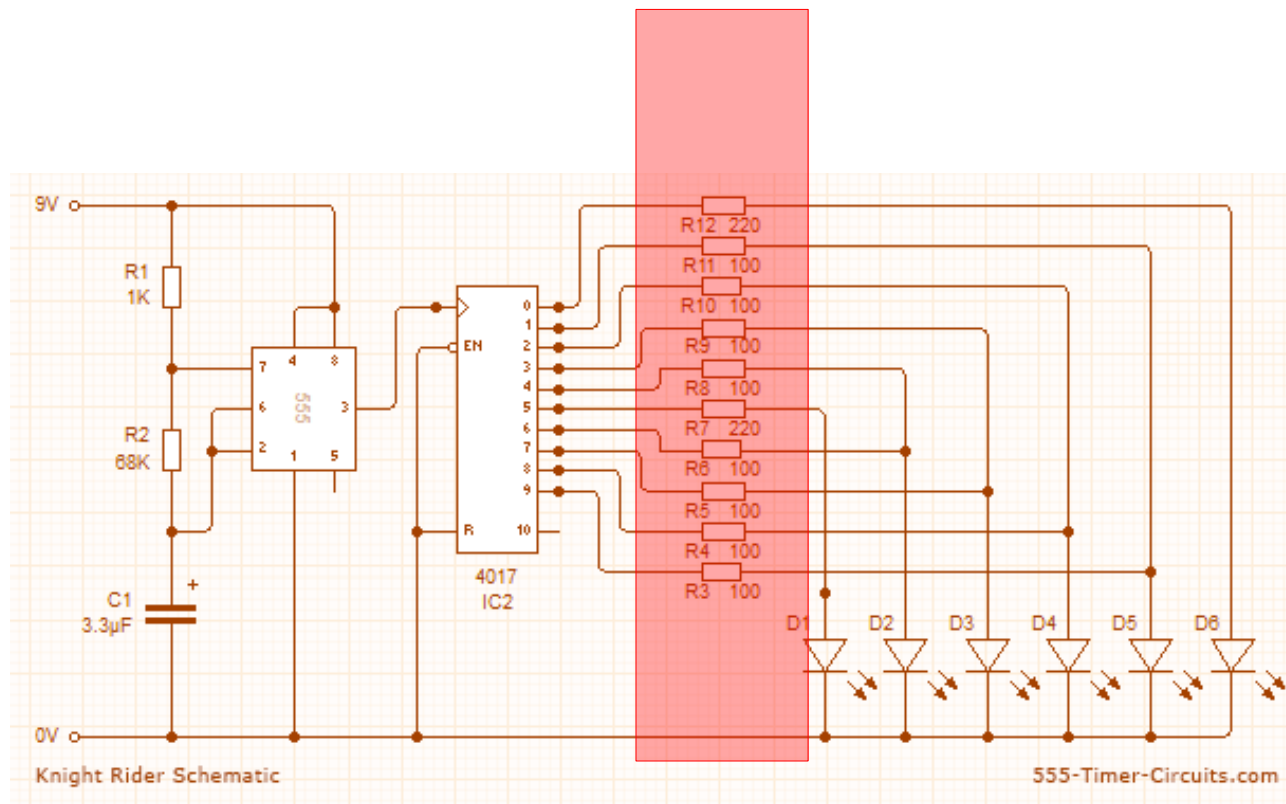 9V
R12 220
R11 100
R1
1K
R10 100
0
1
EN
2
R9 100
3
4 8
7
4
R8 100
555
6
3
5
R7 220
R2
68K
2
6
7
R6 100
1 5
8
9
R5 100
R
10
R4 100
4017
IC2
R3 100
+
C1
3.3µF
D1 D2 D3 D4 D5 D6
0V
Knight Rider Schematic
555-Timer-Circuits.com